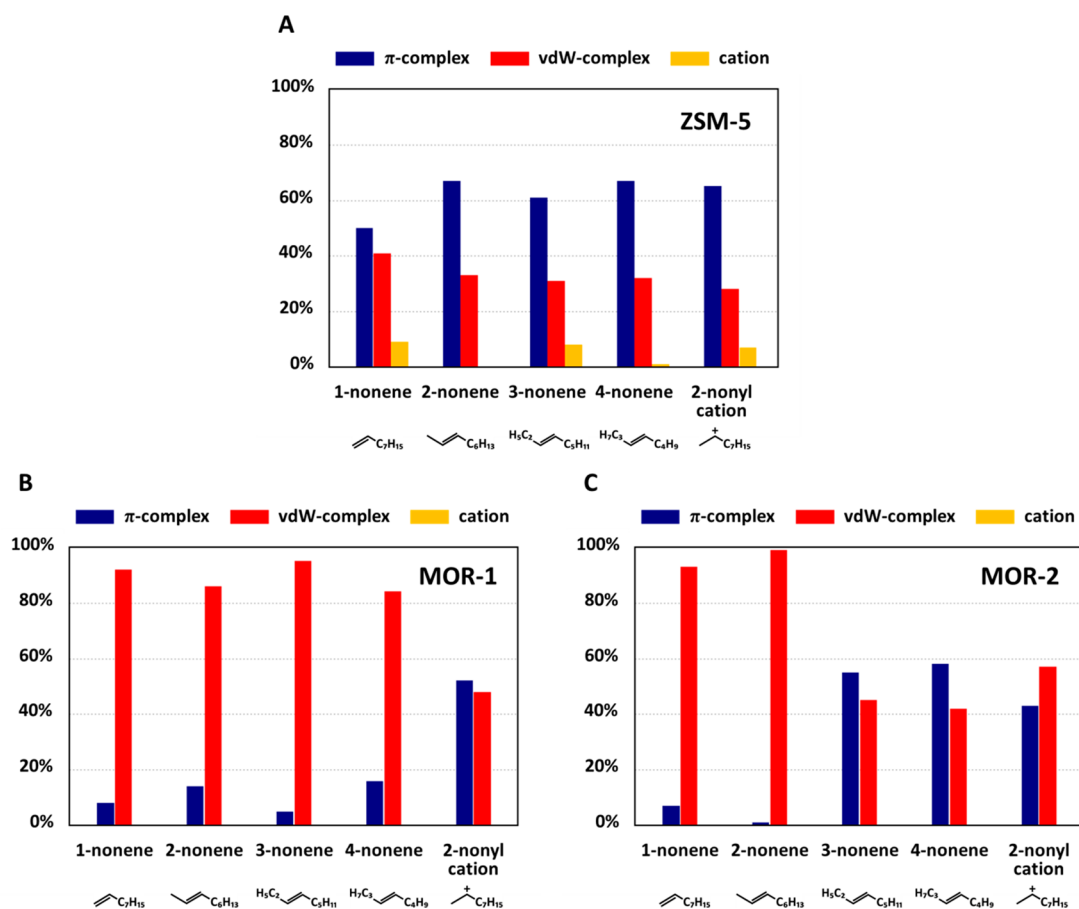 A
π-complex vdW-complex cation
ZSM-5
100%
80%
60%
40%
20%
0%
1-nonene 2-nonene 3-nonene 4-nonene 2-nonyl cation
C₇H₁₅ C₆H₁₃ H₅C₂ C₅H₁₁ H₇C₃ C₄H₉ + C₇H₁₅
B
π-complex vdW-complex cation
MOR-1
100%
80%
60%
40%
20%
0%
1-nonene 2-nonene 3-nonene 4-nonene 2-nonyl cation
C₇H₁₅ C₆H₁₃ H₅C₂ C₅H₁₁ H₇C₃ C₄H₉ + C₇H₁₅
C
π-complex vdW-complex cation
MOR-2
100%
80%
60%
40%
20%
0%
1-nonene 2-nonene 3-nonene 4-nonene 2-nonyl cation
C₇H₁₅ C₆H₁₃ H₅C₂ C₅H₁₁ H₇C₃ C₄H₉ + C₇H₁₅